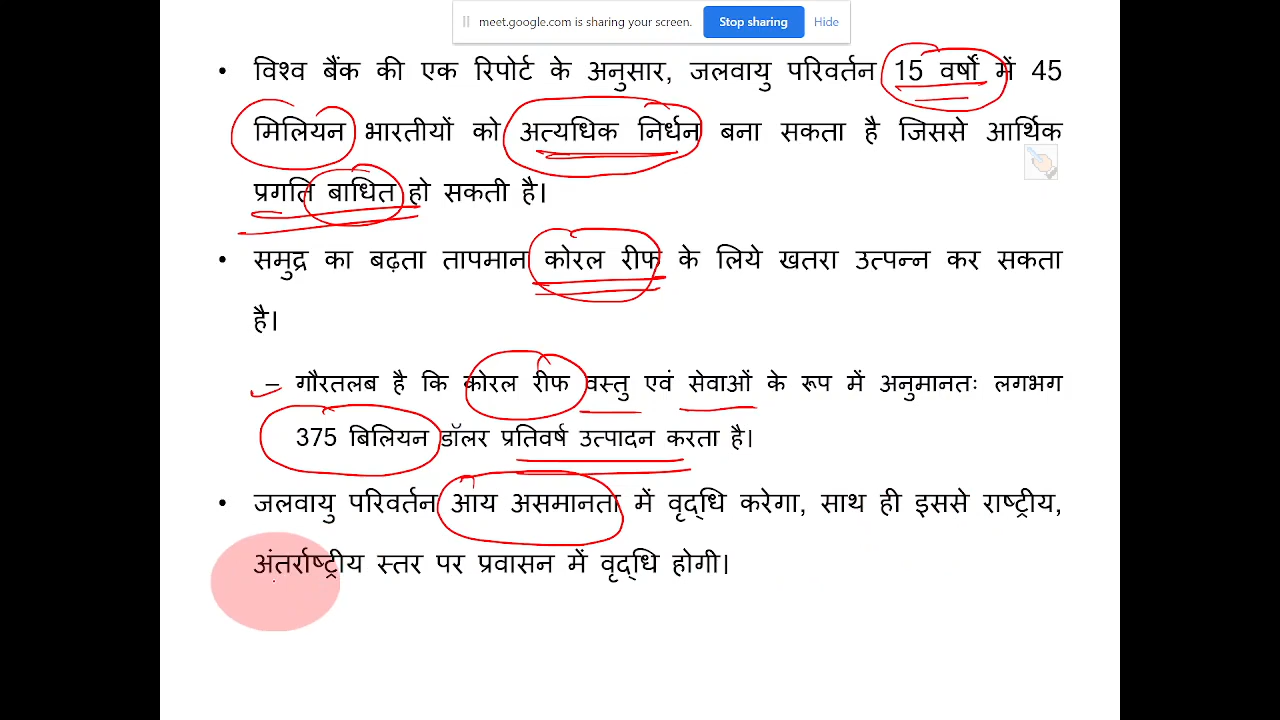 meet.google.com is sharing your screen. Stop sharing Hide
• विश्व बैंक की एक रिपोर्ट के अनुसार, जलवायु परिवर्तन 15 वर्षों में 45
मिलियन भारतीयों को अत्यधिक निर्धन बना सकता है जिससे आर्थिक
प्रगति बाधित हो सकती है।
• समुद्र का बढ़ता तापमान कोरल रीफ के लिये खतरा उत्पन्न कर सकता
है।
– गौरतलब है कि कोरल रीफ वस्तु एवं सेवाओं के रूप में अनुमानतः लगभग
375 बिलियन डॉलर प्रतिवर्ष उत्पादन करता है।
• जलवायु परिवर्तन आय असमानता में वृद्धि करेगा, साथ ही इससे राष्ट्रीय,
अंतर्राष्ट्रीय स्तर पर प्रवासन में वृद्धि होगी।